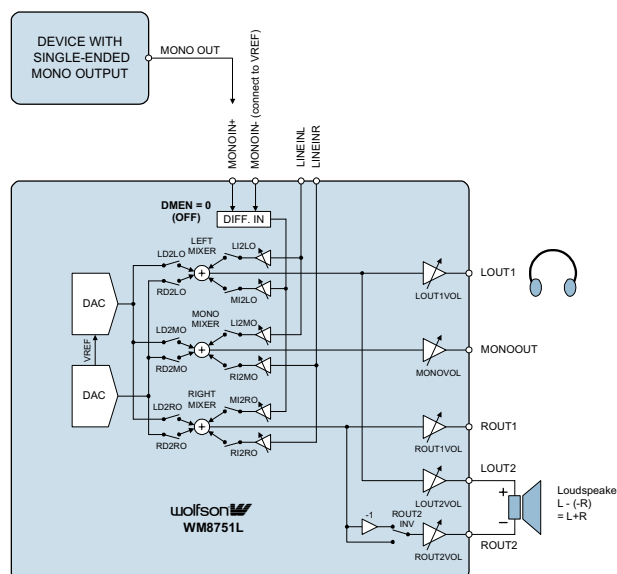 DEVICE WITH
SINGLE-ENDED
MONO OUTPUT
MONO OUT
MONOIN+
MONOIN- (connect to VREF)
LINEINL
LINEINR
DMEN = 0
(OFF)
DIFF. IN
LEFT
MIXER
LD2LO
RD2LO
LI2LO
MI2LO
LOUT1VOL
LOUT1
DAC
VREF
DAC
MONO
MIXER
LD2MO
RD2MO
LI2MO
RI2MO
MONOVOL
MONOOUT
RIGHT
MIXER
LD2RO
RD2RO
MI2RO
RI2RO
ROUT1VOL
ROUT1
LOUT2VOL
LOUT2
-1
ROUT2
INV
ROUT2VOL
ROUT2
+
–
Loudspeake
L - (-R)
= L+R
wolfson
WM8751L